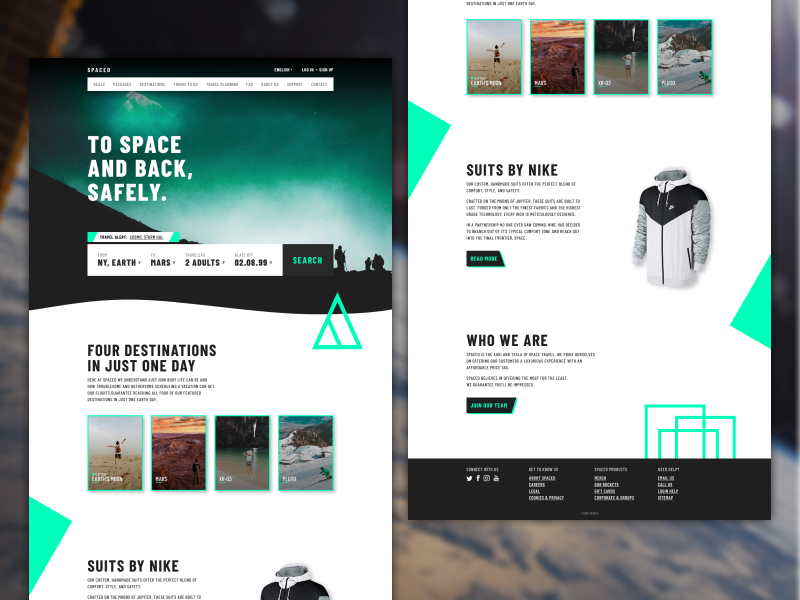 SPACED
ENGLISH
LOG IN • SIGN UP
DEALS PACKAGES DESTINATIONS THINGS TO DO TRAVEL PLANNING FAQ ABOUT US SUPPORT CONTACT
TO SPACE
AND BACK,
SAFELY.
TRAVEL ALERT: COSMIC STORM HAL
FROM TO TRAVELERS BLAST OFF
NY, EARTH MARS 2 ADULTS 02.08.99 SEARCH
FOUR DESTINATIONS
IN JUST ONE DAY
HERE AT SPACED WE UNDERSTAND JUST HOW BUSY LIFE CAN BE AND
HOW TROUBLESOME AND BOTHERSOME SCHEDULING A VACATION CAN GET.
OUR FLIGHTS GUARANTEE REACHING ALL FOUR OF OUR FEATURED
DESTINATIONS IN JUST ONE EARTH DAY.
EARTH'S MOON MARS XR-03 PLUTO
SUITS BY NIKE
OUR CUSTOM, HANDMADE SUITS OFFER THE PERFECT BLEND OF
COMFORT, STYLE, AND SAFETY.
CRAFTED ON THE MOONS OF JUPITER, THESE SUITS ARE BUILT TO
DESTINATIONS IN JUST ONE EARTH DAY.
EARTH'S MOON MARS XR-03 PLUTO
SUITS BY NIKE
OUR CUSTOM, HANDMADE SUITS OFFER THE PERFECT BLEND OF
COMFORT, STYLE, AND SAFETY.
CRAFTED ON THE MOONS OF JUPITER, THESE SUITS ARE BUILT TO
LAST. FORGED FROM ONLY THE FINEST FABRICS AND THE HIGHEST
GRADE TECHNOLOGY, EVERY INCH IS METICULOUSLY DESIGNED.
IN A PARTNERSHIP NO ONE EVER SAW COMING, NIKE HAS DECIDED
TO BRANCH OUT OF IT'S TYPICAL COMFORT ZONE AND REACH OUT
INTO THE FINAL FRONTIER. SPACE.
READ MORE
WHO WE ARE
SPACED IS THE AUDI AND TESLA OF SPACE TRAVEL. WE PRIDE OURSELVES
ON OFFERING OUR CUSTOMERS A LUXURIOUS EXPERIENCE WITH AN
AFFORDABLE PRICE TAG.
SPACED BELIEVES IN OFFERING THE MOST FOR THE LEAST.
WE GUARANTEE YOU'LL BE IMPRESSED.
JOIN OUR TEAM
CONNECT WITH US GET TO KNOW US SPACED PRODUCTS NEED HELP?
ABOUT SPACED MERCH EMAIL US
CAREERS OUR ROCKETS CALL US
LEGAL GIFT CARDS LOGIN HELP
COOKIES & PRIVACY CORPORATE & GROUPS SITEMAP